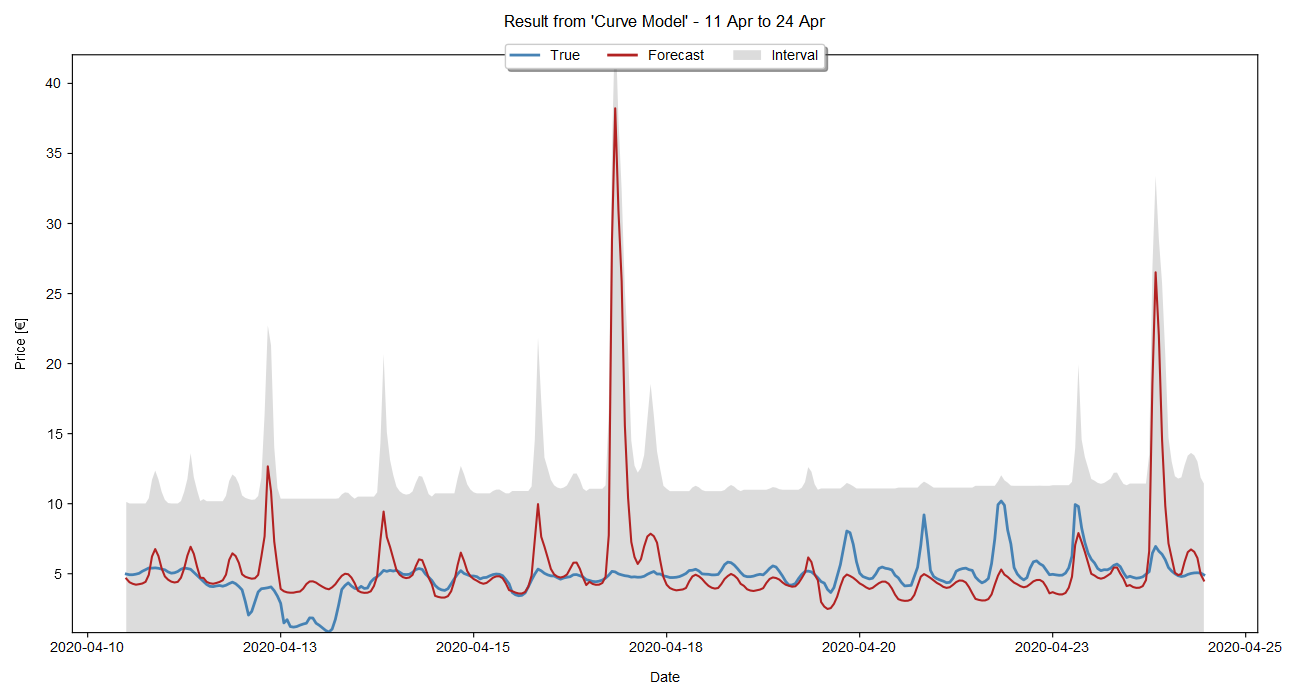 Result from 'Curve Model' - 11 Apr to 24 Apr
True Forecast Interval
40
35
30
25
20
15
10
5
Price [€]
2020-04-10 2020-04-13 2020-04-15 2020-04-18 2020-04-20 2020-04-23 2020-04-25
Date